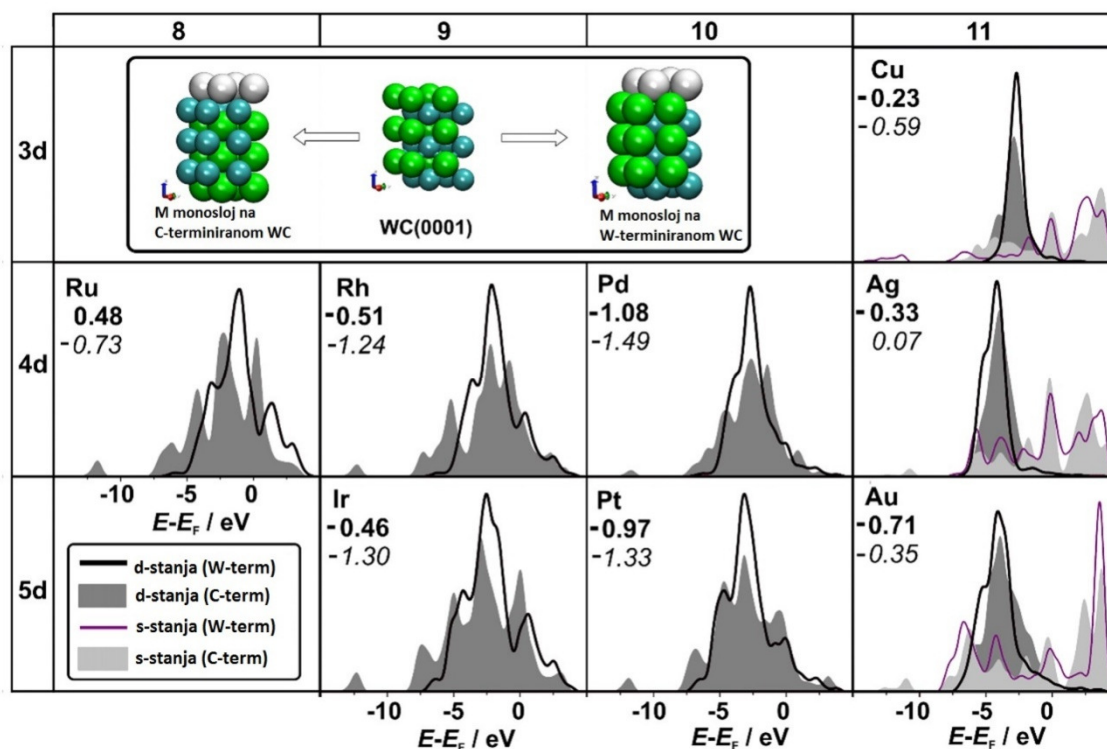 8 9 10 11
3d
M monosloj na
C-terminiranom WC
WC(0001)
M monosloj na
W-terminiranom WC
Cu
-0.23
-0.59
4d
Ru
0.48
-0.73
Rh
-0.51
-1.24
Pd
-1.08
-1.49
Ag
-0.33
0.07
-10 -5 0
E-E_F / eV
5d
d-stanja (W-term)
d-stanja (C-term)
s-stanja (W-term)
s-stanja (C-term)
Ir
-0.46
-1.30
Pt
-0.97
-1.33
Au
-0.71
-0.35
-10 -5 0
E-E_F / eV
-10 -5 0
E-E_F / eV
-10 -5 0
E-E_F / eV